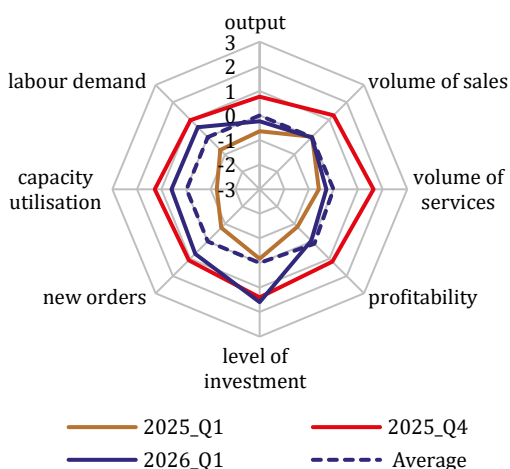 output
3
2
labour demand
volume of sales
1
0
-1
-2
capacity
utilisation
-3
volume of
services
new orders
profitability
level of
investment
2025_Q1
2025_Q4
2026_Q1
Average